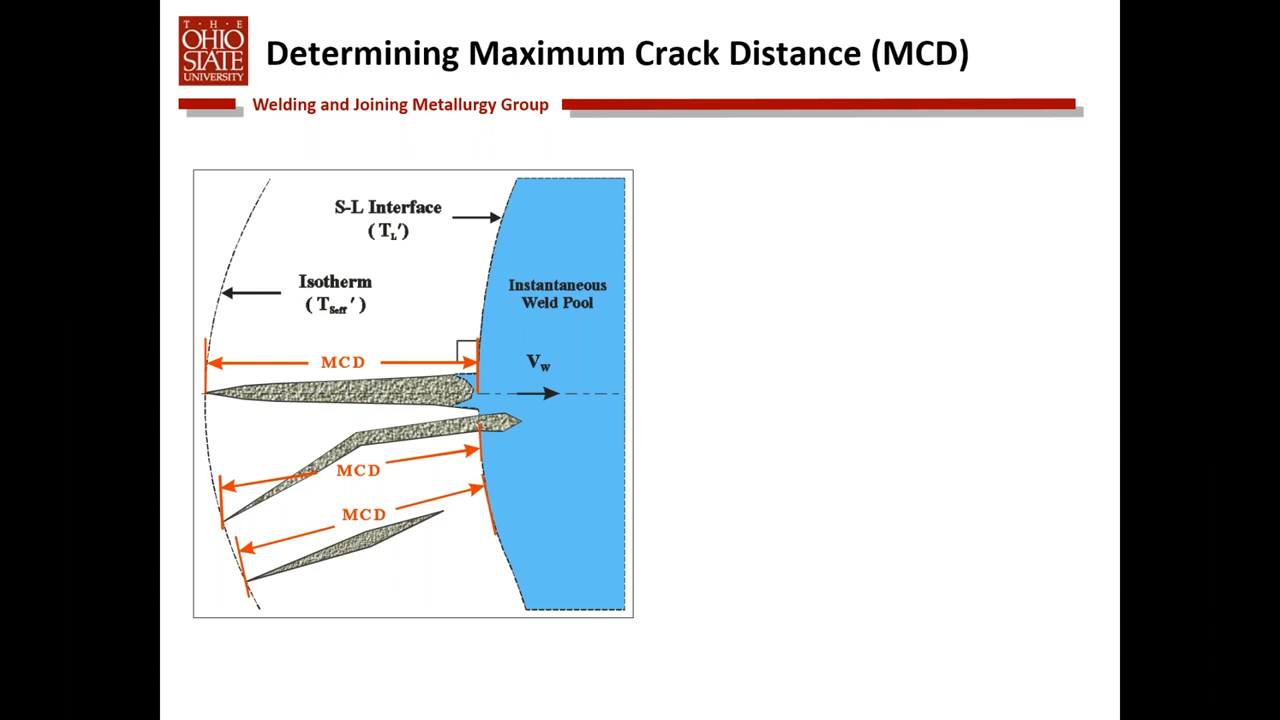 T · H · E
OHIO
STATE
UNIVERSITY
Determining Maximum Crack Distance (MCD)
Welding and Joining Metallurgy Group
S-L Interface
( TL′)
Isotherm
( TSeff ′ )
Instantaneous
Weld Pool
MCD
Vw
MCD
MCD